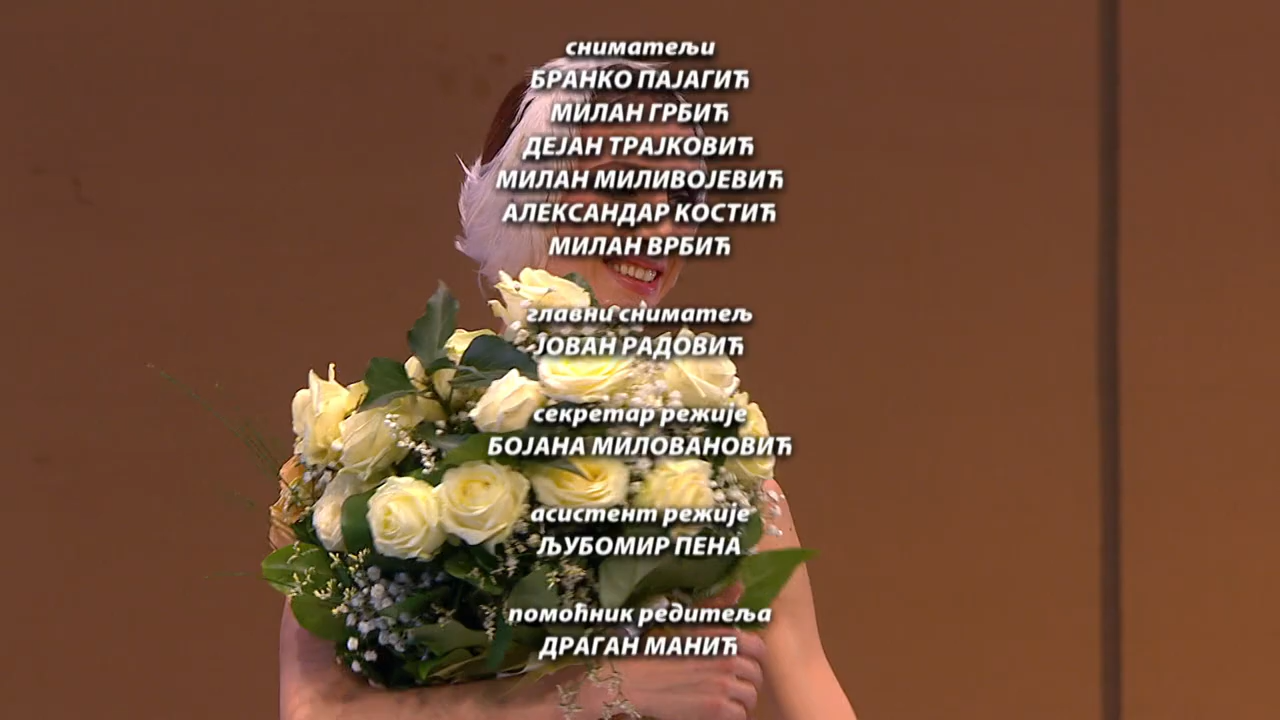 сниматељи
БРАНКО ПАЈАГИЋ
МИЛАН ГРБИЋ
ДЕЈАН ТРАЈКОВИЋ
МИЛАН МИЛИВОЈЕВИЋ
АЛЕКСАНДАР КОСТИЋ
МИЛАН ВРБИЋ
главни сниматељ
ЈОВАН РАДОВИЋ
секретар режије
БОЈАНА МИЛОВАНОВИЋ
асистент режије
ЉУБОМИР ПЕНА
помоћник редитеља
ДРАГАН МАНИЋ